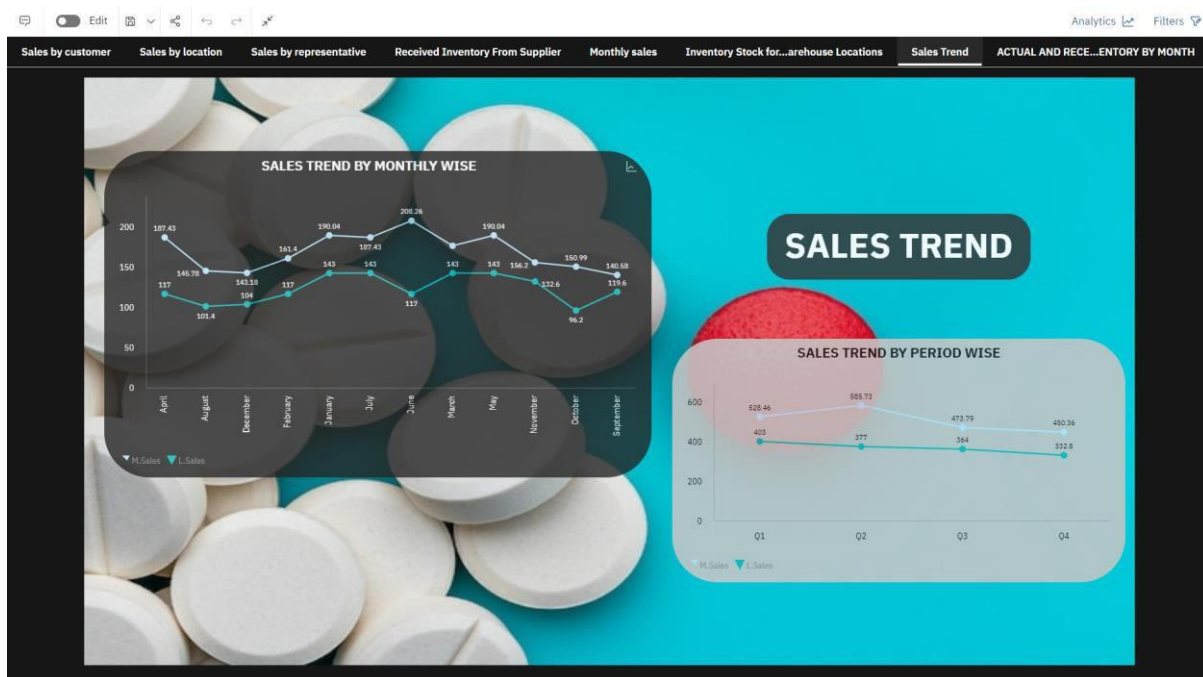 Edit
Analytics
Filters
Sales by customer
Sales by location
Sales by representative
Received Inventory From Supplier
Monthly sales
Inventory Stock for...arehouse Locations
Sales Trend
ACTUAL AND RECE...ENTORY BY MONTH
SALES TREND BY MONTHLY WISE
200
150
100
50
0
187.43
145.78
143.18
161.4
190.04
187.43
208.26
190.04
156.2
150.99
140.58
117
101.4
104
117
143
143
117
143
143
132.6
96.2
119.6
April
August
December
February
January
July
June
March
May
November
October
September
M.Sales
L.Sales
SALES TREND
SALES TREND BY PERIOD WISE
600
400
200
0
528.46
585.73
473.79
450.36
403
377
364
332.8
Q1
Q2
Q3
Q4
M.Sales
L.Sales